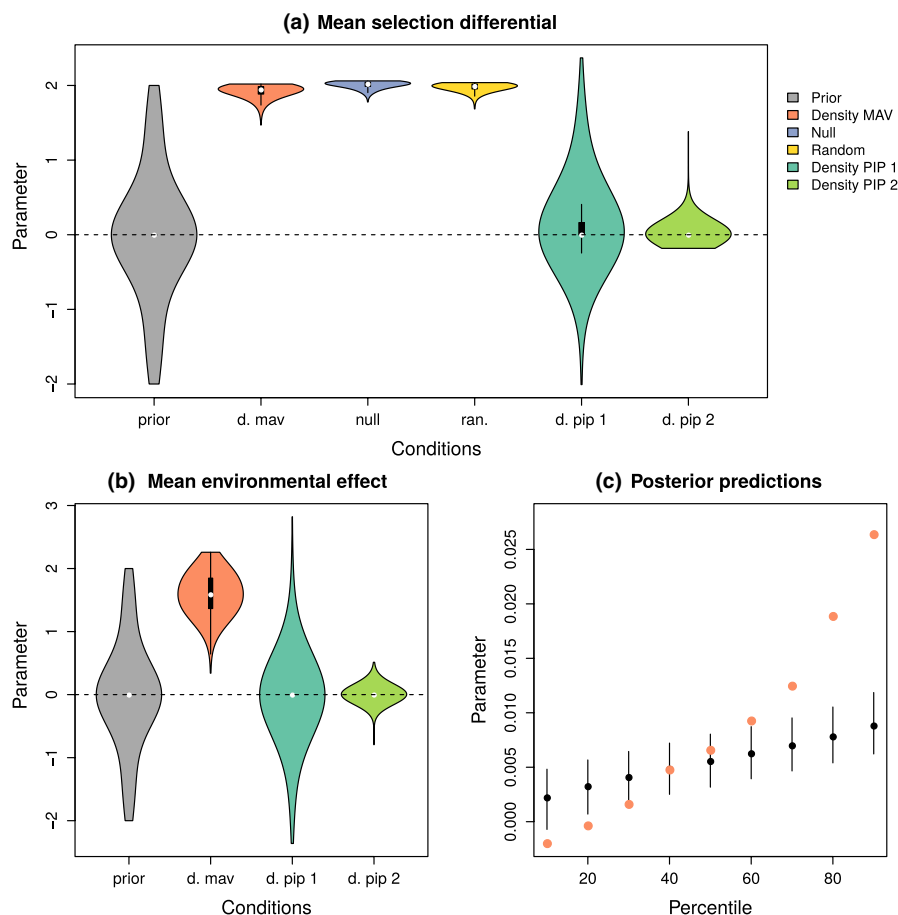 (a) Mean selection differential
Parameter
2
1
0
−1
−2
prior
d. mav
null
ran.
d. pip 1
d. pip 2
Conditions
Prior
Density MAV
Null
Random
Density PIP 1
Density PIP 2
(b) Mean environmental effect
Parameter
3
2
1
0
−1
−2
prior
d. mav
d. pip 1
d. pip 2
Conditions
(c) Posterior predictions
Parameter
0.025
0.020
0.015
0.010
0.005
0.000
20
40
60
80
Percentile